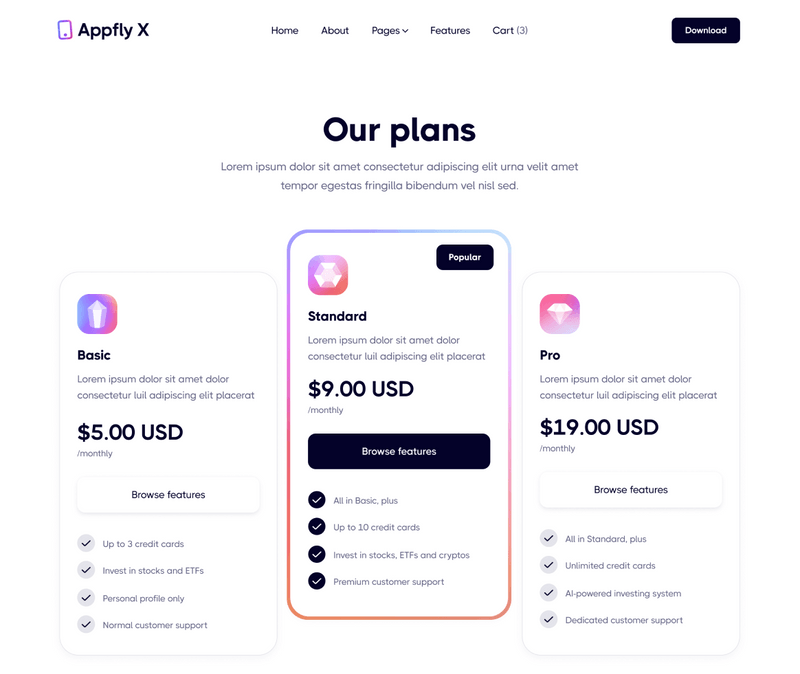 Appfly X
Home
About
Pages
Features
Cart (3)
Download
Our plans
Lorem ipsum dolor sit amet consectetur adipiscing elit urna velit amet
tempor egestas fringilla bibendum vel nisl sed.
Basic
Lorem ipsum dolor sit amet dolor
consectetur luil adipiscing elit placerat
$5.00 USD
/monthly
Browse features
Up to 3 credit cards
Invest in stocks and ETFs
Personal profile only
Normal customer support
Popular
Standard
Lorem ipsum dolor sit amet dolor
consectetur luil adipiscing elit placerat
$9.00 USD
/monthly
Browse features
All in Basic, plus
Up to 10 credit cards
Invest in stocks, ETFs and cryptos
Premium customer support
Pro
Lorem ipsum dolor sit amet dolor
consectetur luil adipiscing elit placerat
$19.00 USD
/monthly
Browse features
All in Standard, plus
Unlimited credit cards
AI-powered investing system
Dedicated customer support